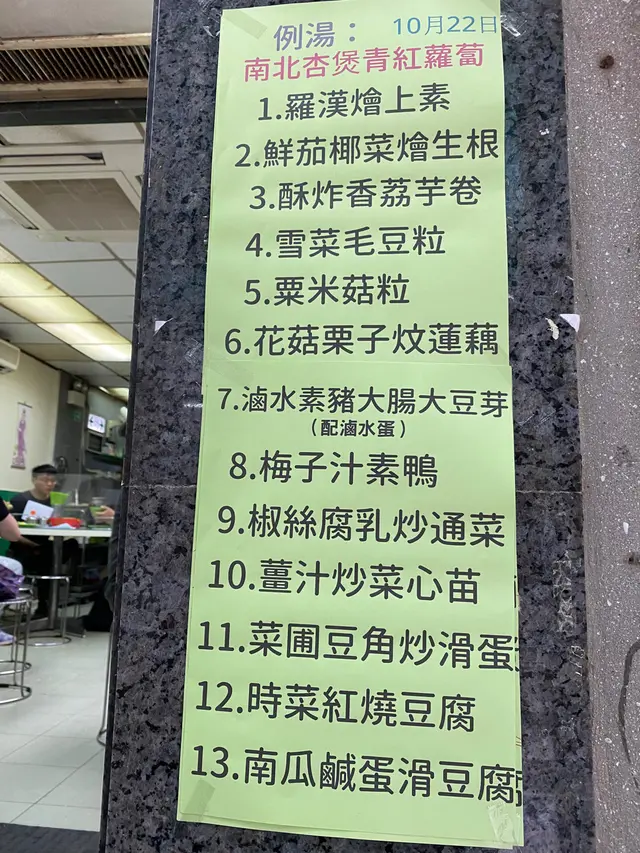 例湯： 10月22日
南北杏煲青紅蘿蔔
1.羅漢燴上素
2.鮮茄椰菜燴生根
3.酥炸香荔芋卷
4.雪菜毛豆粒
5.粟米菇粒
6.花菇栗子炆蓮藕
7.滷水素豬大腸大豆芽
（配滷水蛋）
8.梅子汁素鴨
9.椒絲腐乳炒通菜
10.薑汁炒菜心苗
11.菜圃豆角炒滑蛋
12.時菜紅燒豆腐
13.南瓜鹹蛋滑豆腐